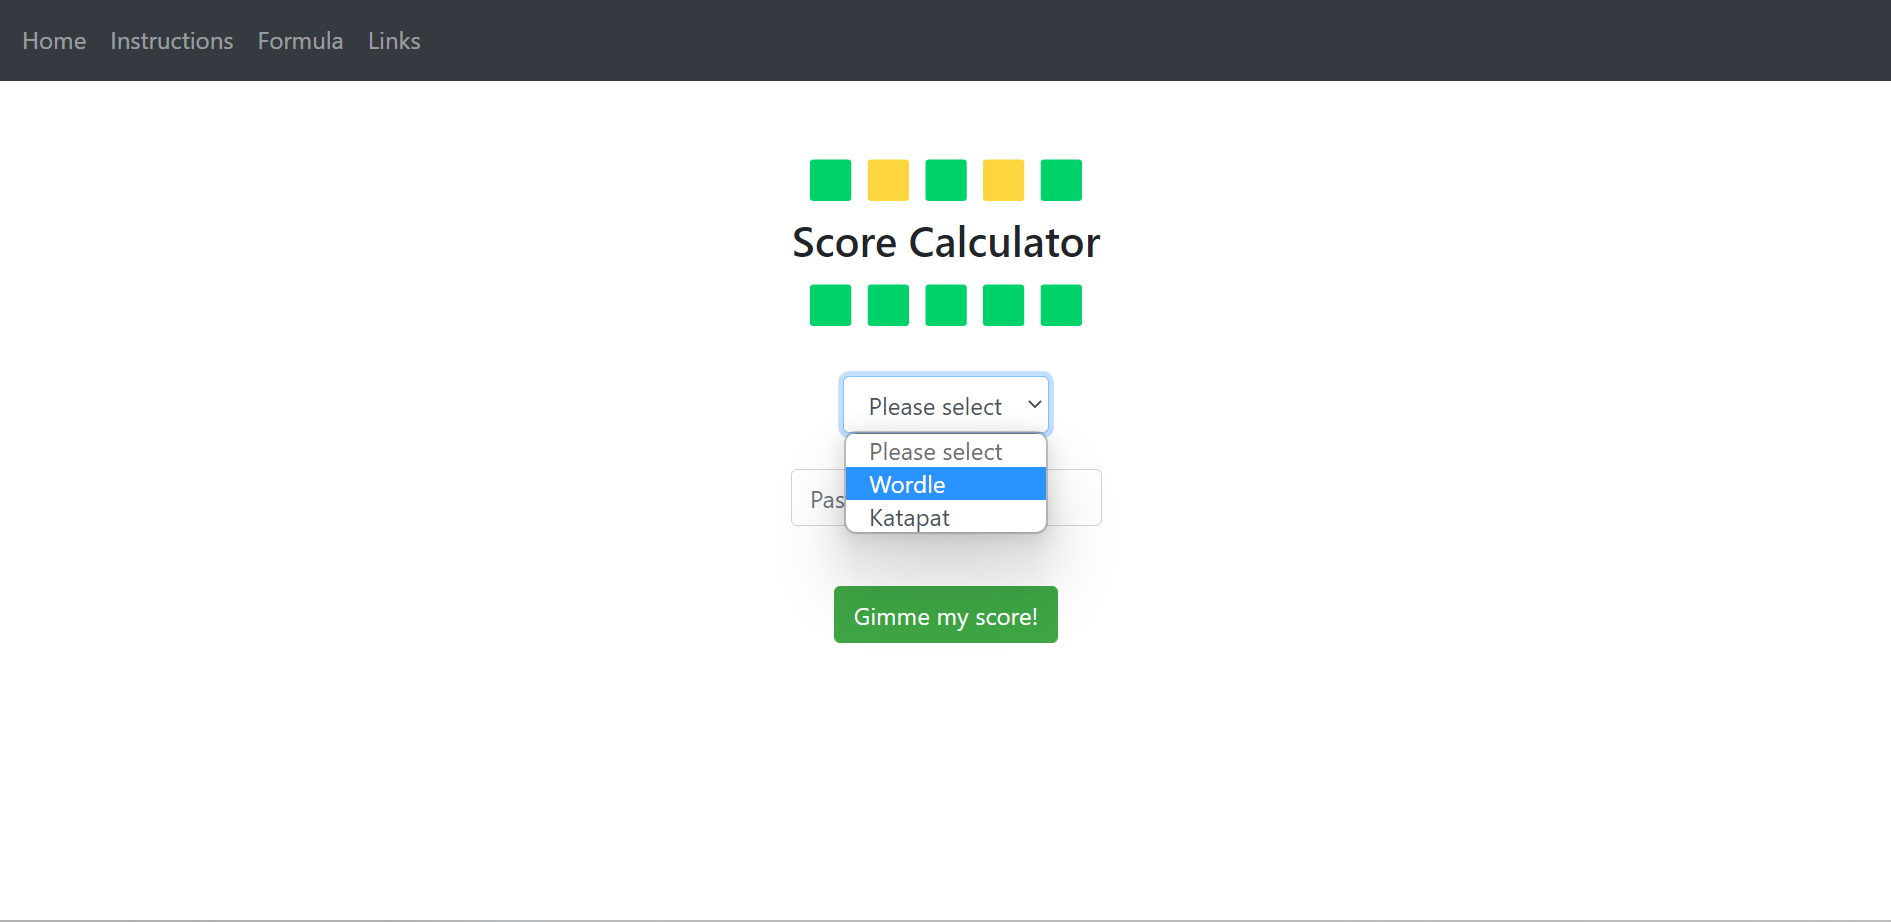 Home Instructions Formula Links
Score Calculator
Please select
Please select
Wordle
Pas
Katapat
Gimme my score!